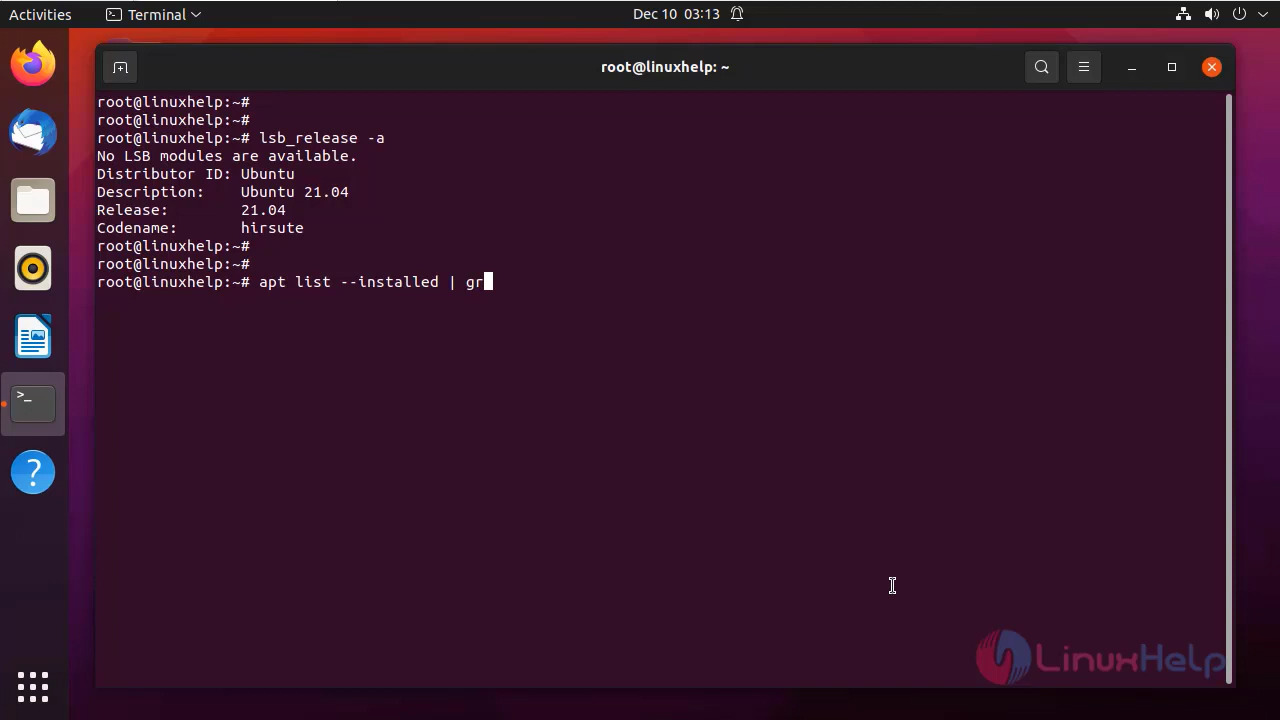 Activities Terminal Dec 10 03:13
root@linuxhelp: ~
root@linuxhelp:~#
root@linuxhelp:~#
root@linuxhelp:~# lsb_release -a
No LSB modules are available.
Distributor ID: Ubuntu
Description: Ubuntu 21.04
Release: 21.04
Codename: hirsute
root@linuxhelp:~#
root@linuxhelp:~#
root@linuxhelp:~# apt list --installed | gr
>_
?
LinuxHelp